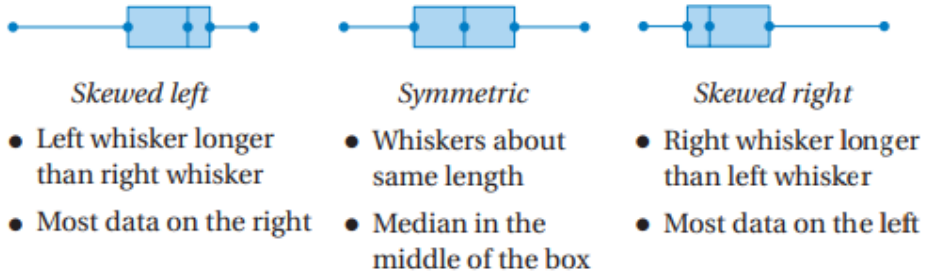 Skewed left
• Left whisker longer
than right whisker
• Most data on the right
Symmetric
• Whiskers about
same length
• Median in the
middle of the box
Skewed right
• Right whisker longer
than left whisker
• Most data on the left